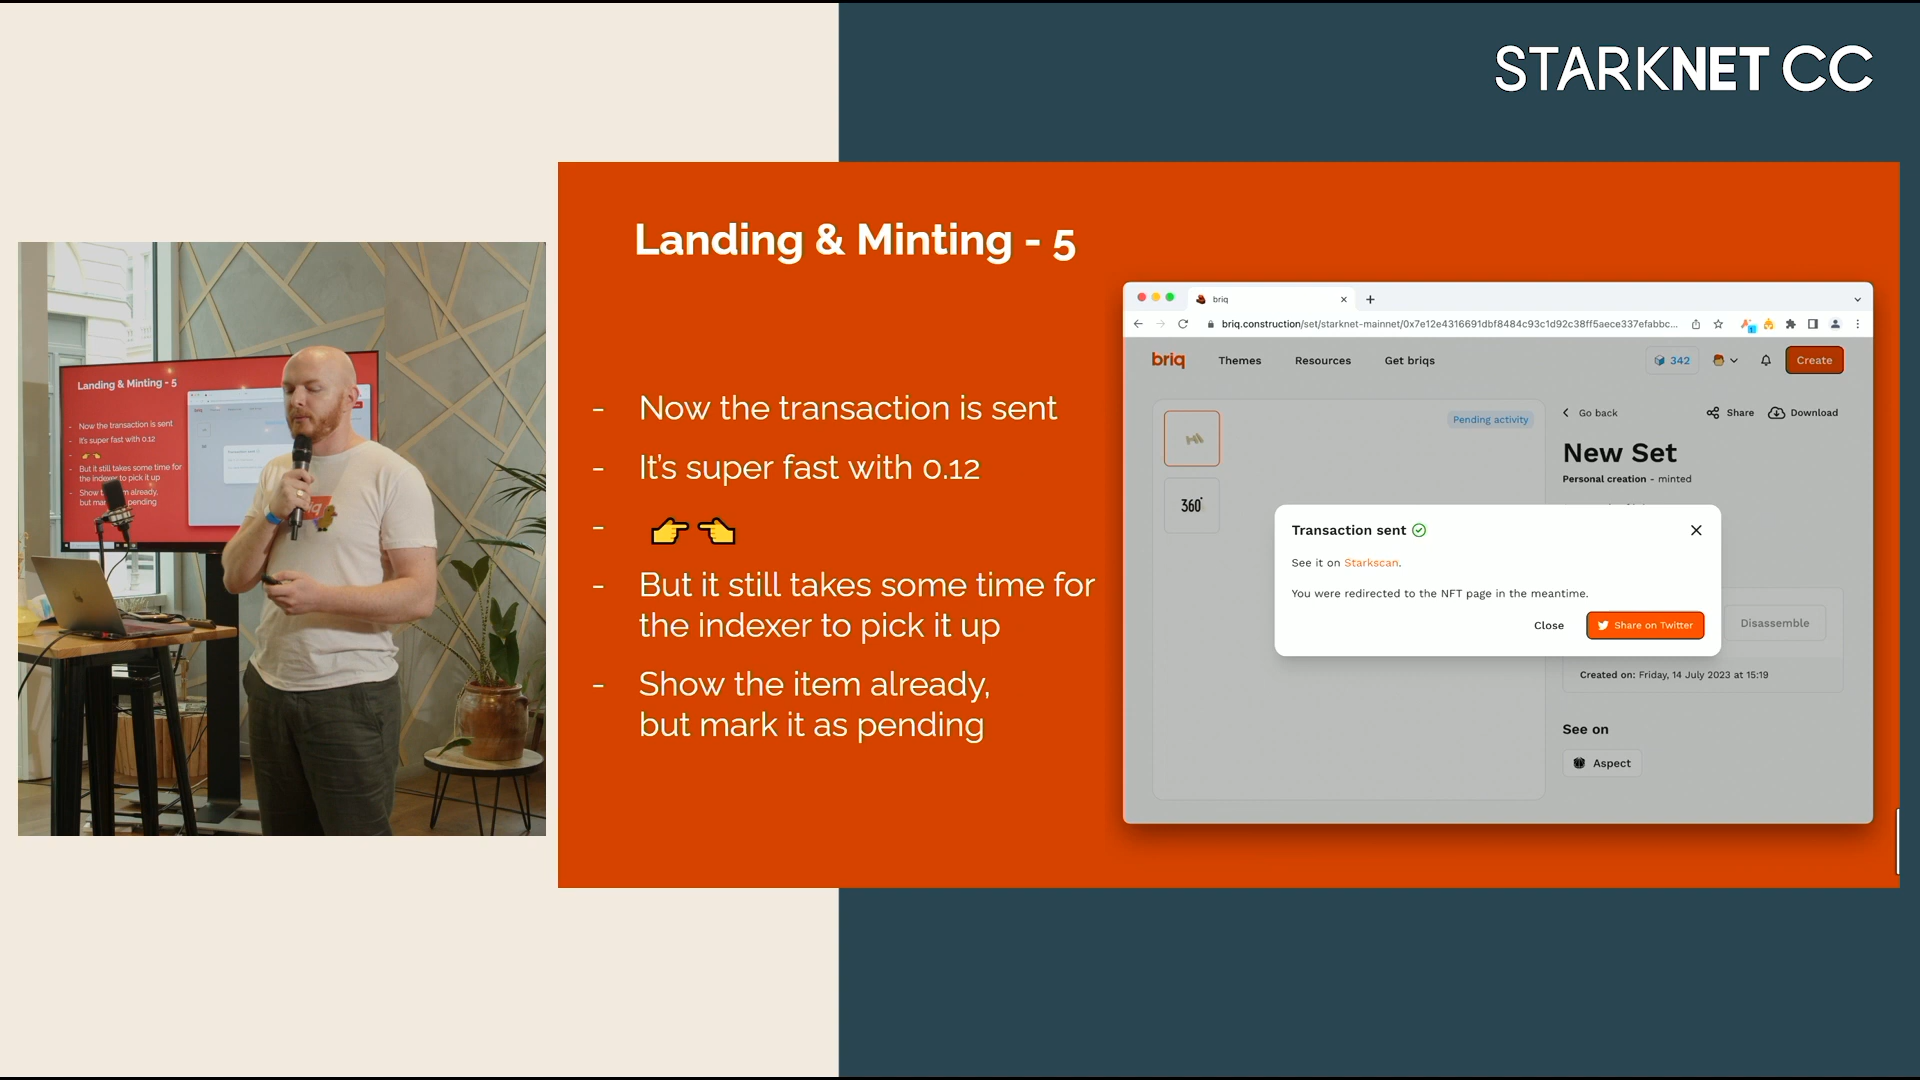 STARKNET CC
Landing & Minting - 5
- Now the transaction is sent
- It's super fast with 0.12
- 👉👈
- But it still takes some time for
the indexer to pick it up
- Show the item already,
but mark it as pending
briq
briq.construction/set/starknet-mainnet/0x7e12e4316691dbf8484c93c1d92c38ff5aece337efabbc...
briq
Themes
Resources
Get briqs
342
Create
Pending activity
360°
Go back
Share
Download
New Set
Personal creation - minted
Transaction sent
See it on Starkscan.
You were redirected to the NFT page in the meantime.
Close
Share on Twitter
Disassemble
Created on: Friday, 14 July 2023 at 15:19
See on
Aspect
Landing & Minting - 5
- Now the transaction is sent
- It's super fast with 0.12
- 👉👈
- But it still takes some time for
the indexer to pick it up